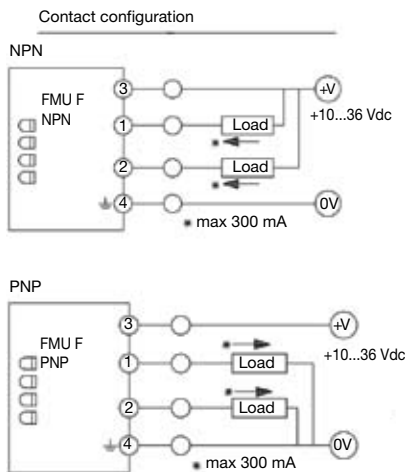 Contact configuration
NPN
FMU F
NPN
3
+V
+10...36 Vdc
1
Load
2
Load
4
0V
max 300 mA
PNP
FMU F
PNP
3
+V
+10...36 Vdc
1
Load
2
Load
4
0V
max 300 mA